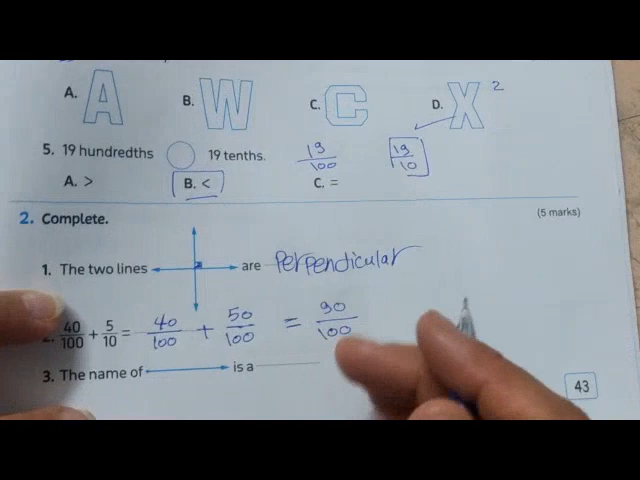 A. A B. W C. C D. X 2
5. 19 hundredths 19 tenths. 19/100 19/10
A. > B. < C. =
2. Complete. (5 marks)
1. The two lines are Perpendicular
2. 40/100 + 5/10 = 40/100 + 50/100 = 90/100
3. The name of is a
43